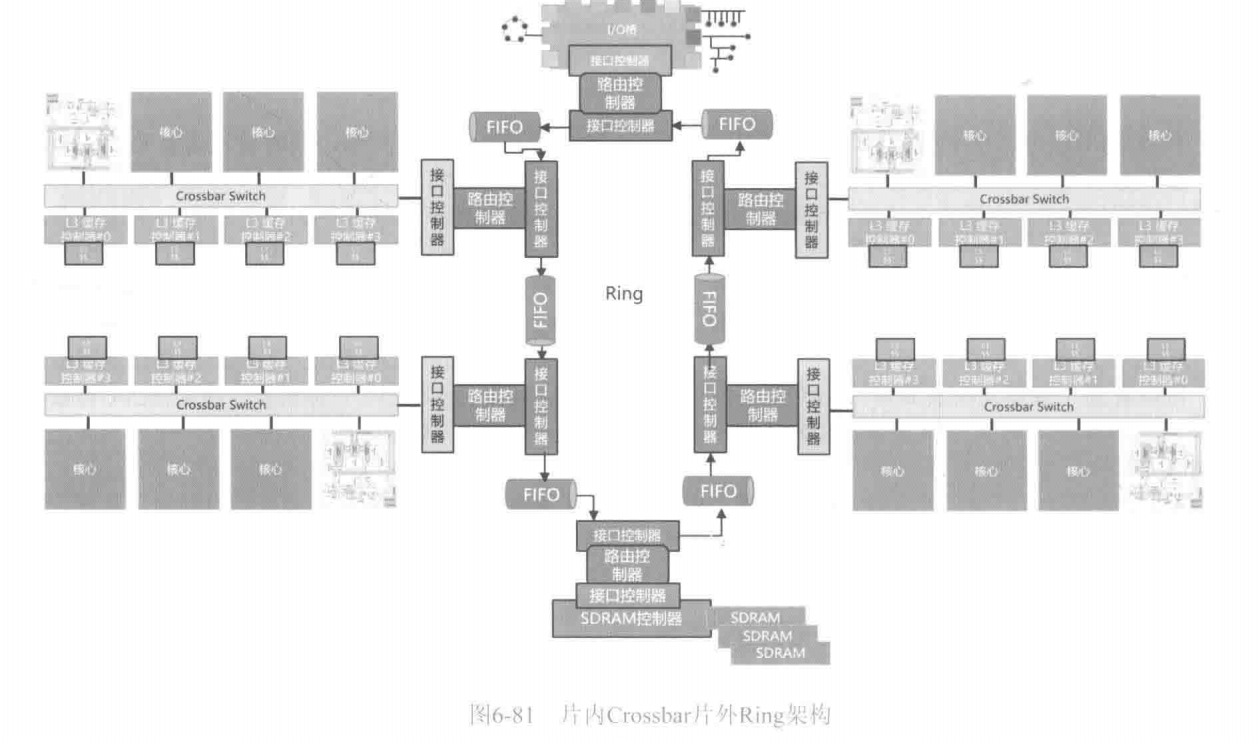 I/O桥
接口控制器
路由控
制器
接口控制器
FIFO
FIFO
核心
核心
核心
Crossbar Switch
L3 缓存
控制器#0
L3 缓存
控制器#1
L3 缓存
控制器#2
L3 缓存
控制器#3
接口控制器
路由控
制器
接口控制器
接口控制器
路由控
制器
接口控制器
核心
核心
核心
Crossbar Switch
L3 缓存
控制器#0
L3 缓存
控制器#1
L3 缓存
控制器#2
L3 缓存
控制器#3
FIFO
Ring
FIFO
L3 缓存
控制器#3
L3 缓存
控制器#2
L3 缓存
控制器#1
L3 缓存
控制器#0
Crossbar Switch
核心
核心
核心
接口控制器
路由控
制器
接口控制器
接口控制器
路由控
制器
接口控制器
L3 缓存
控制器#3
L3 缓存
控制器#2
L3 缓存
控制器#1
L3 缓存
控制器#0
Crossbar Switch
核心
核心
核心
FIFO
FIFO
接口控制器
路由控
制器
接口控制器
SDRAM控制器
SDRAM
SDRAM
SDRAM
图6-81 片内Crossbar片外Ring架构